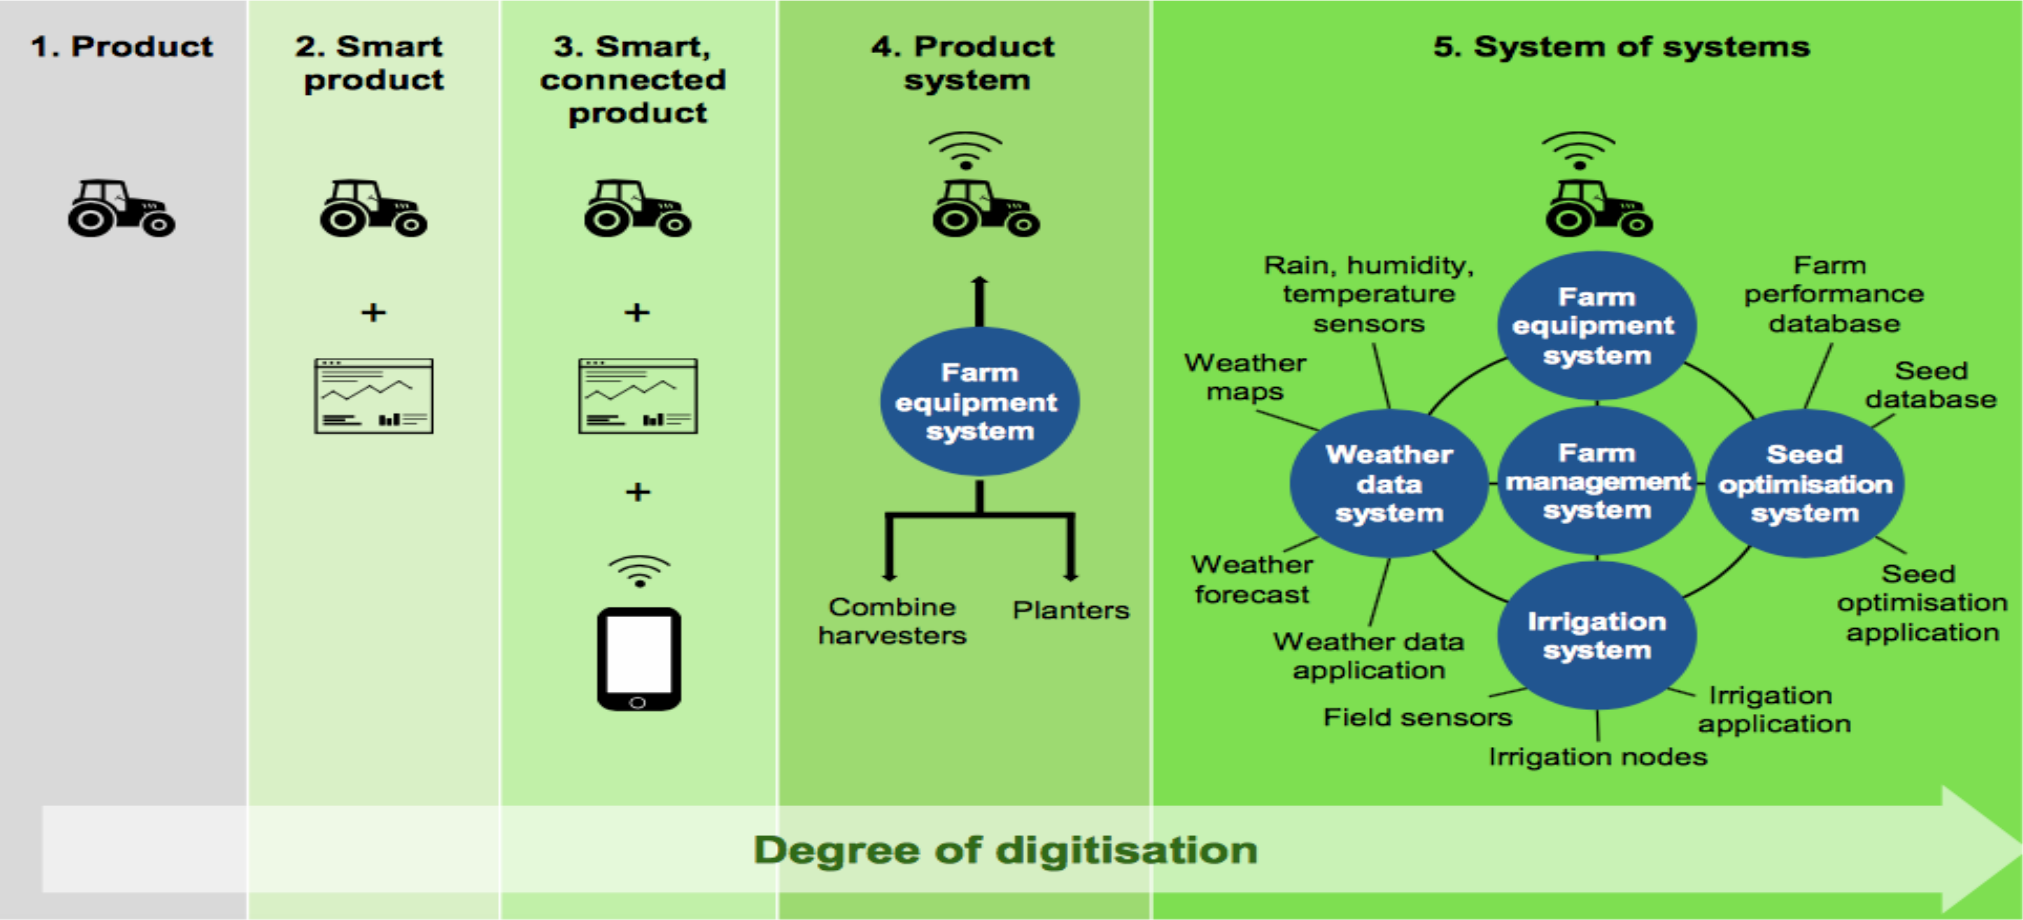 1. Product
2. Smart
product
3. Smart,
connected
product
4. Product
system
Farm
equipment
system
Combine
harvesters
Planters
5. System of systems
Rain, humidity,
temperature
sensors
Farm
equipment
system
Farm
performance
database
Weather
maps
Seed
database
Weather
data
system
Farm
management
system
Seed
optimisation
system
Weather
forecast
Seed
optimisation
application
Weather data
application
Irrigation
system
Field sensors
Irrigation
application
Irrigation nodes
Degree of digitisation